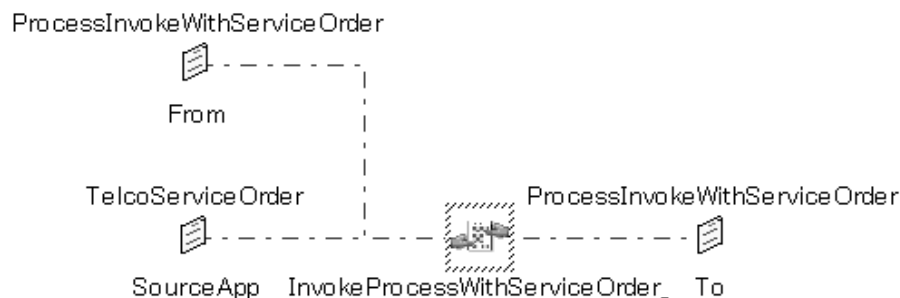 ProcessInvokeWithServiceOrder
From
TelcoServiceOrder
ProcessInvokeWithServiceOrder
SourceApp
InvokeProcessWithServiceOrder_
To